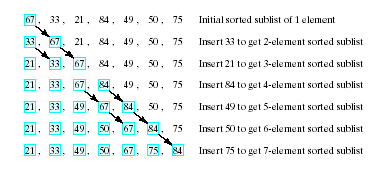 67, 33, 21, 84, 49, 50, 75 Initial sorted sublist of 1 element
33, 67, 21, 84, 49, 50, 75 Insert 33 to get 2-element sorted sublist
21, 33, 67, 84, 49, 50, 75 Insert 21 to get 3-element sorted sublist
21, 33, 67, 84, 49, 50, 75 Insert 84 to get 4-element sorted sublist
21, 33, 49, 67, 84, 50, 75 Insert 49 to get 5-element sorted sublist
21, 33, 49, 50, 67, 84, 75 Insert 50 to get 6-element sorted sublist
21, 33, 49, 50, 67, 75, 84 Insert 75 to get 7-element sorted sublist